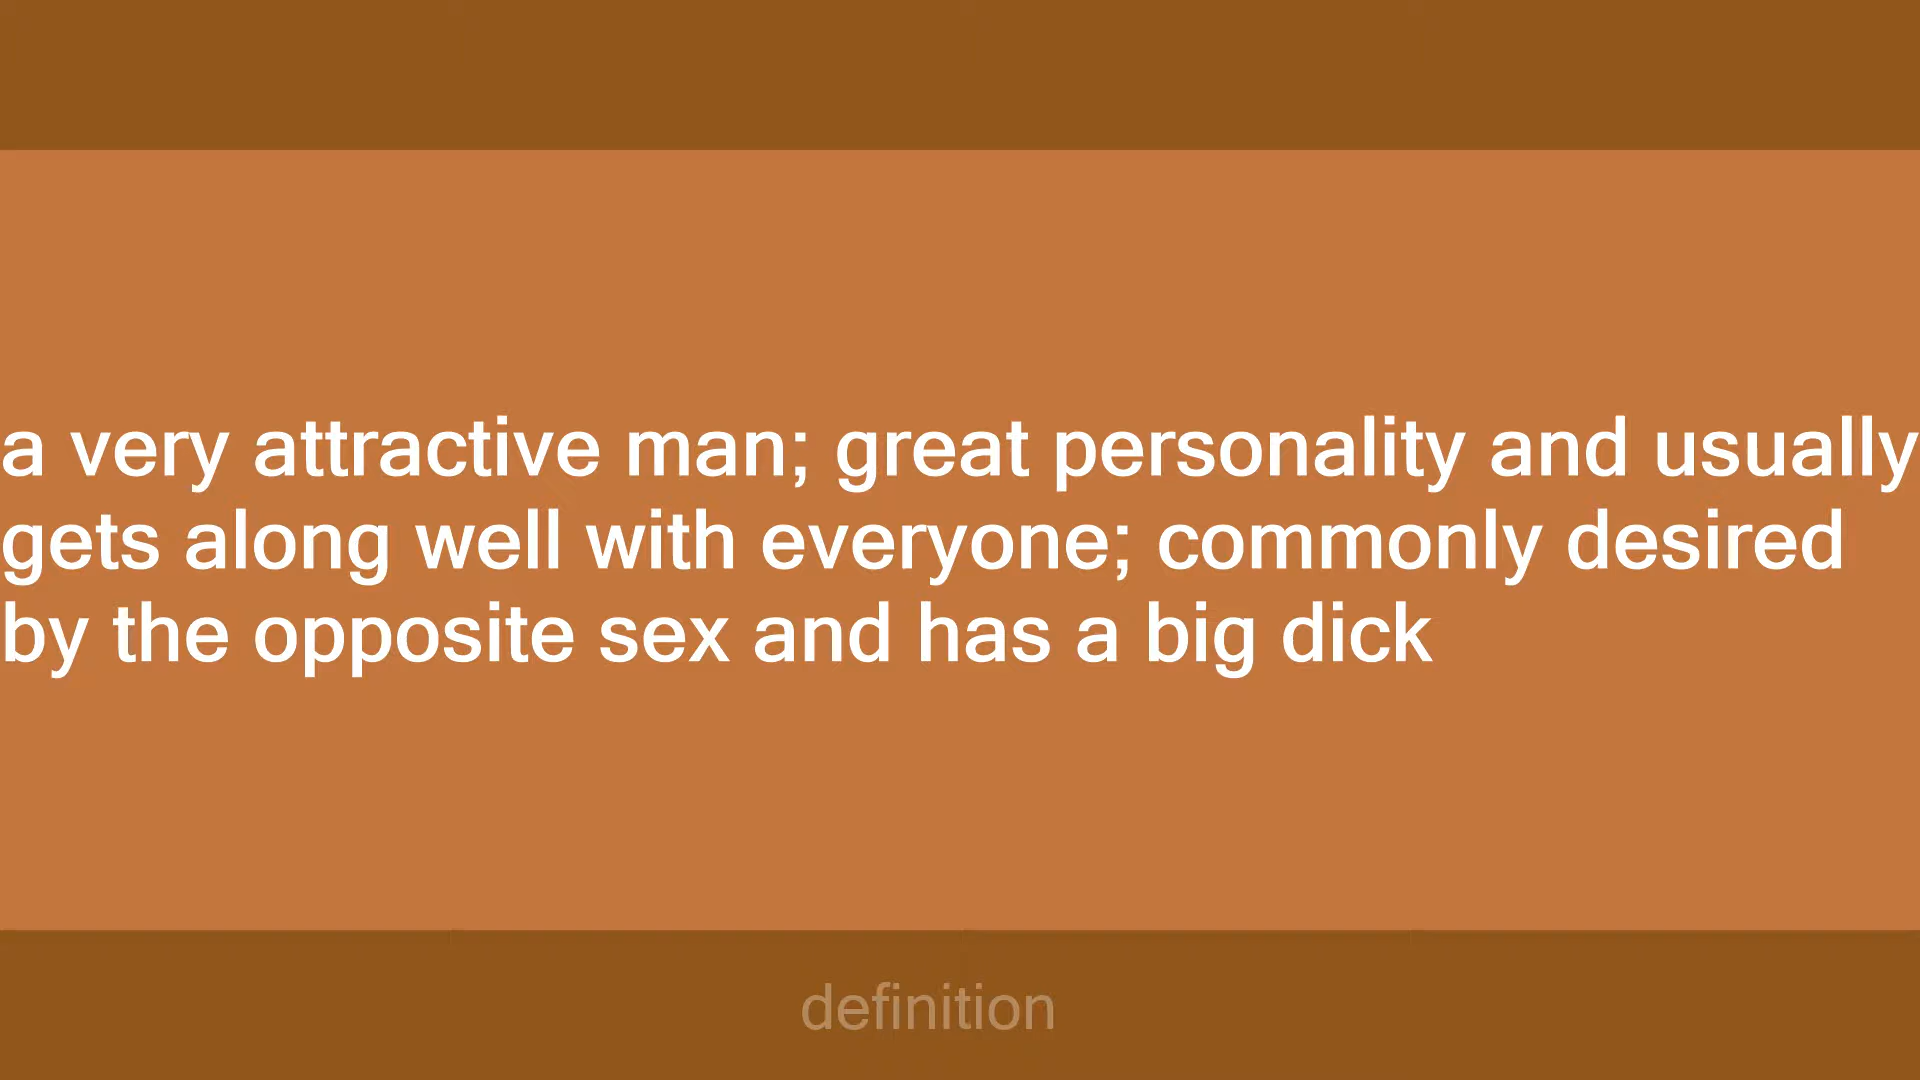 a very attractive man; great personality and usually
gets along well with everyone; commonly desired
by the opposite sex and has a big dick
definition